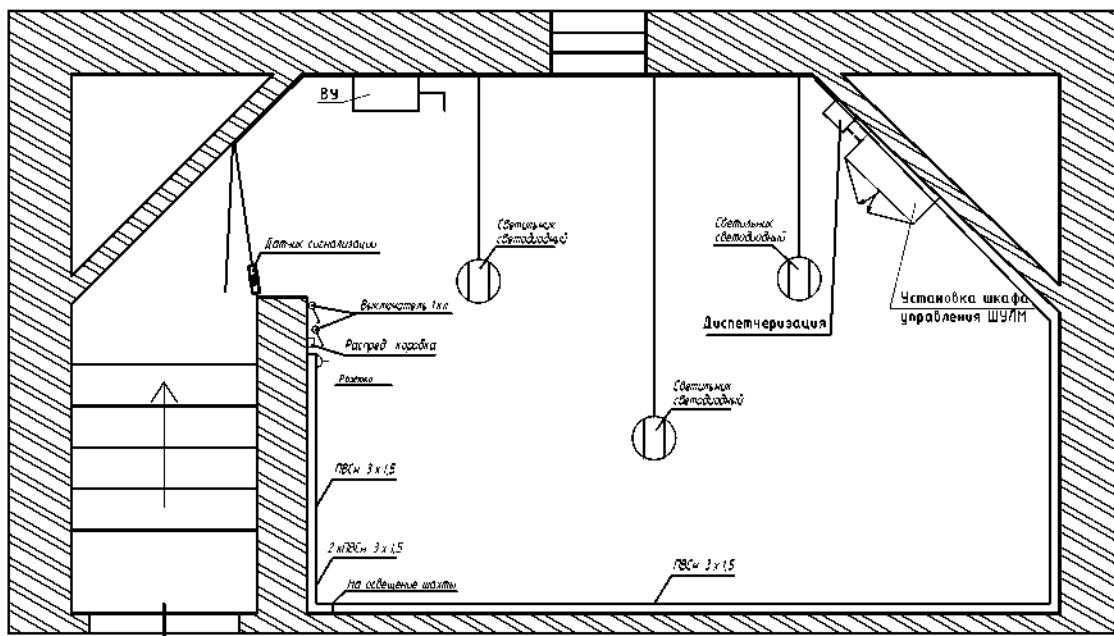 ВУ
Светильник
светодиодный
Светильник
светодиодный
Датчик сигнализации
Выключатель 1кл
Установка шкафа
управления ШУЛМ
Диспетчеризация
Распред коробка
Розетка
Светильник
светодиодный
ПВСн 3х1,5
2хПВСн 3х1,5
На освещение шахты
ПВСн 3х1,5